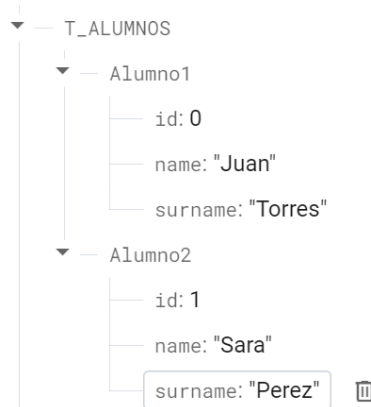 T_ALUMNOS
Alumno1
id: 0
name: "Juan"
surname: "Torres"
Alumno2
id: 1
name: "Sara"
surname: "Perez"